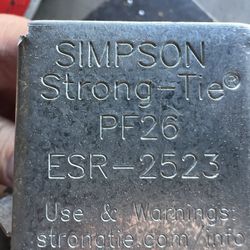 SIMPSON
Strong-Tie®
PF26
ESR-2523
Use & Warnings:
strongtie.com info